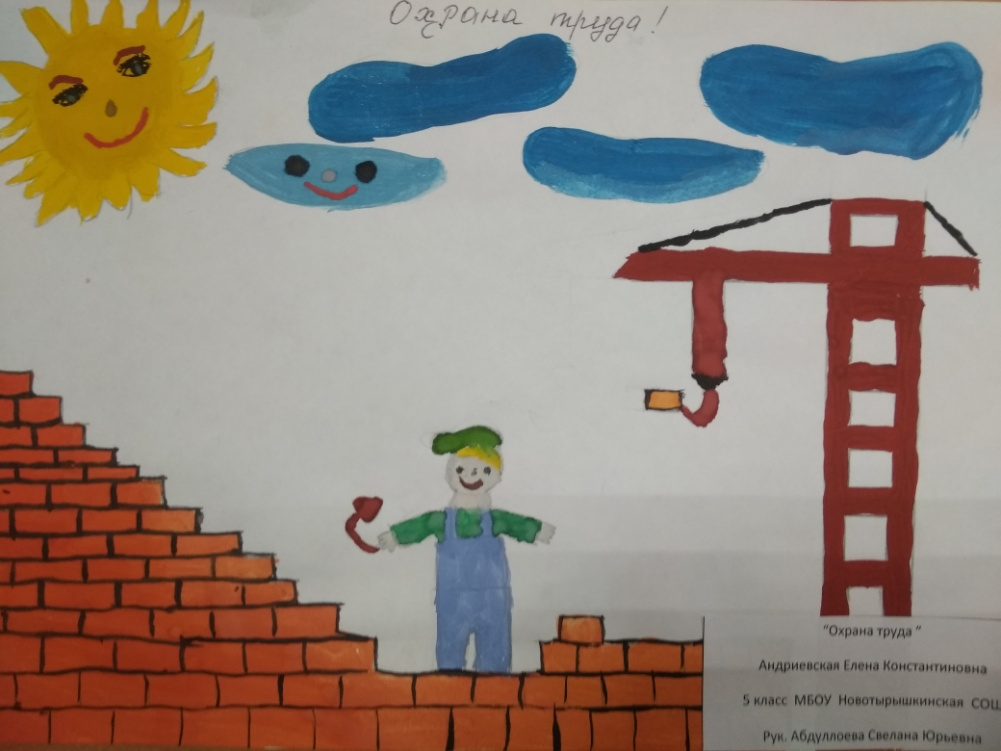 Охрана труда!
"Охрана труда "
Андриевская Елена Константиновна
5 класс МБОУ Новотырышкинская СОШ
Рук. Абдуллоева Свелана Юрьевна